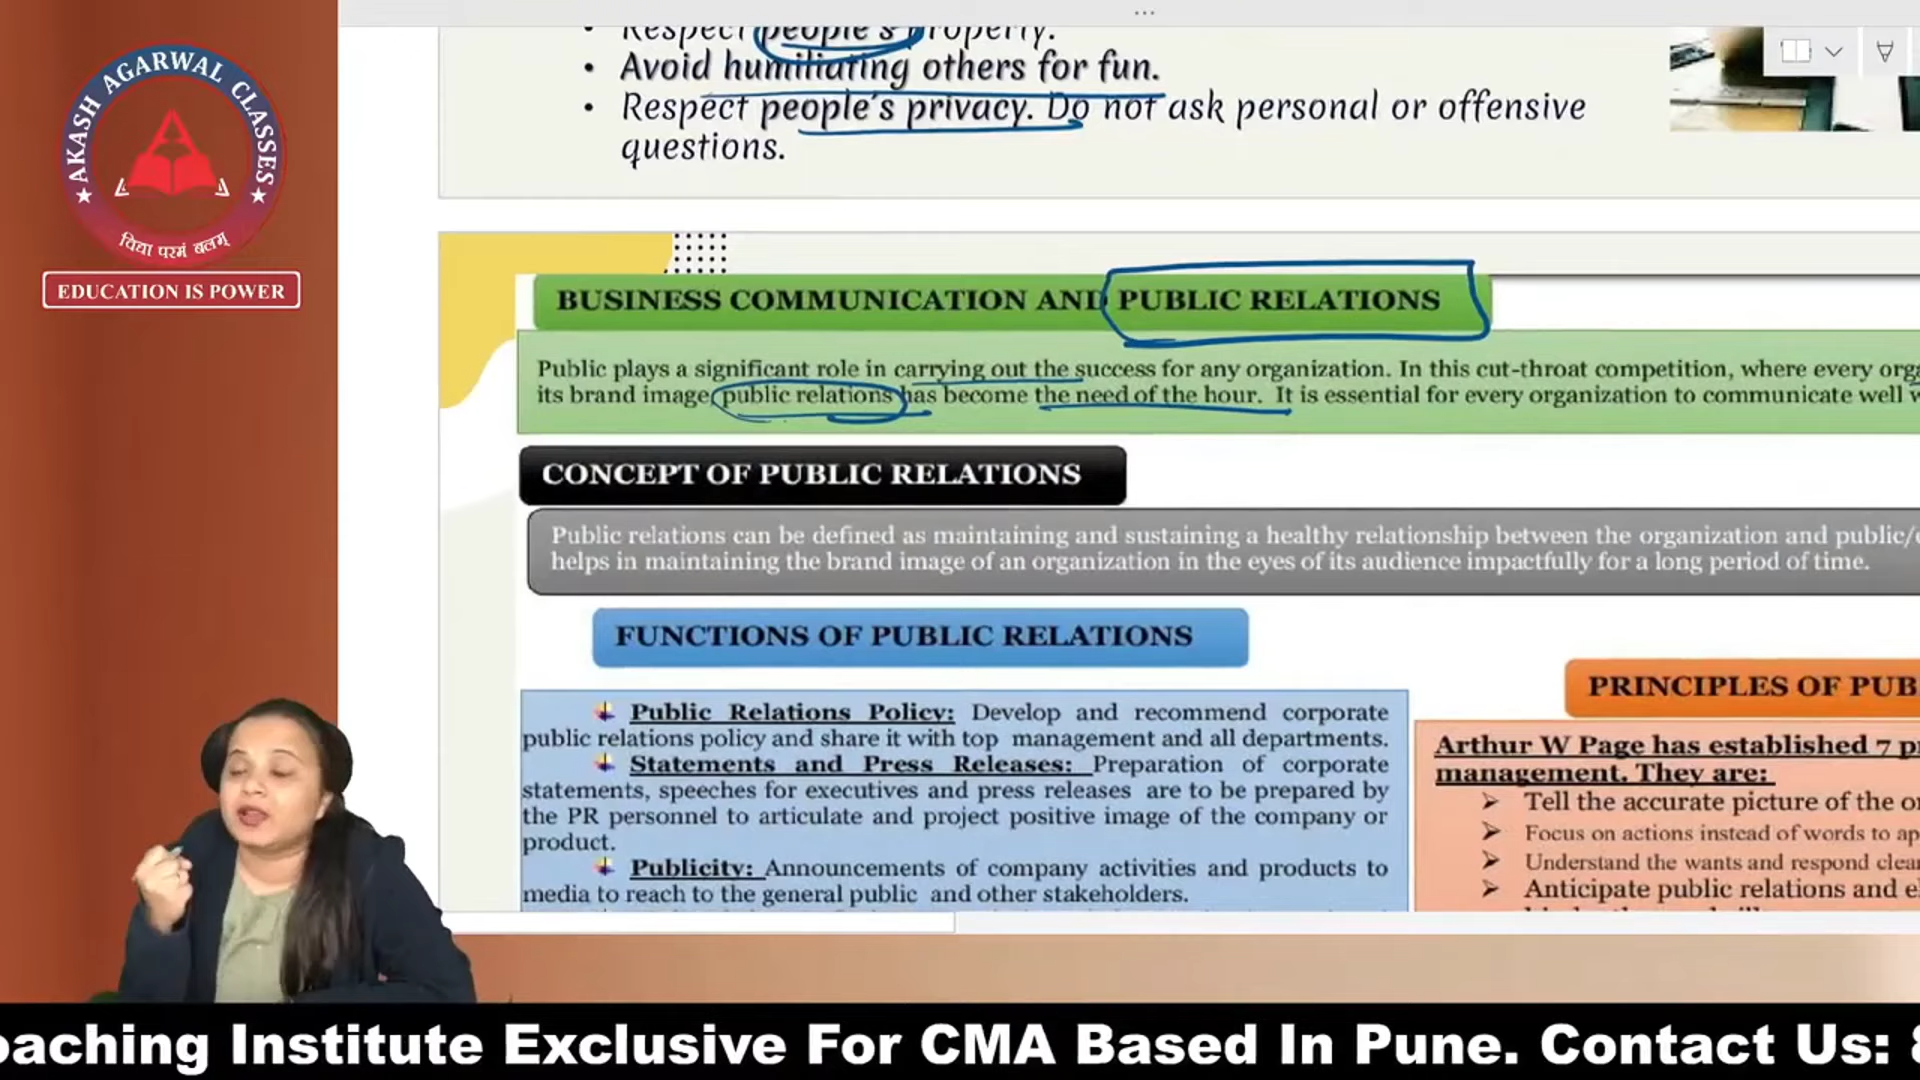 AKASH AGARWAL CLASSES
विद्या परमं बलम्
EDUCATION IS POWER
Respect people's property.
Avoid humiliating others for fun.
Respect people's privacy. Do not ask personal or offensive
questions.
BUSINESS COMMUNICATION AND PUBLIC RELATIONS
Public plays a significant role in carrying out the success for any organization. In this cut-throat competition, where every
its brand image, public relations has become the need of the hour. It is essential for every organization to communicate well
CONCEPT OF PUBLIC RELATIONS
Public relations can be defined as maintaining and sustaining a healthy relationship between the organization and public/
helps in maintaining the brand image of an organization in the eyes of its audience impactfully for a long period of time.
FUNCTIONS OF PUBLIC RELATIONS
Public Relations Policy: Develop and recommend corporate
public relations policy and share it with top management and all departments.
Statements and Press Releases: Preparation of corporate
statements, speeches for executives and press releases are to be prepared by
the PR personnel to articulate and project positive image of the company or
product.
Publicity: Announcements of company activities and products to
media to reach to the general public and other stakeholders.
PRINCIPLES OF PUB
Arthur W Page has established 7 p
management. They are:
Tell the accurate picture of the
Focus on actions instead of words to
Understand the wants and respond
Anticipate public relations and
oaching Institute Exclusive For CMA Based In Pune. Contact Us: